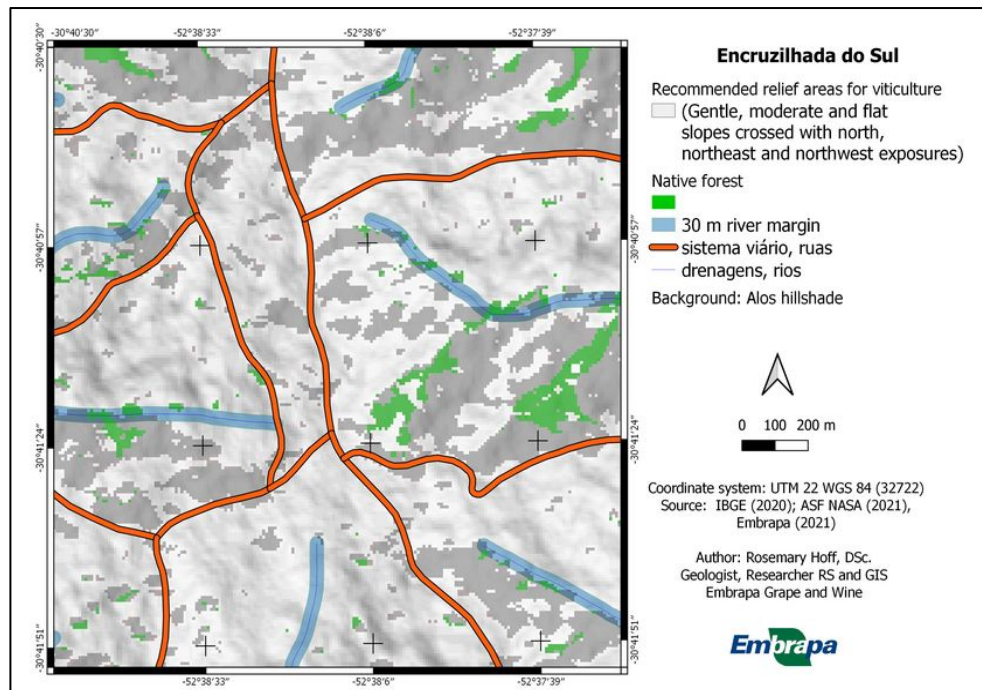 -52°38'33"
-52°38'6"
-52°37'39"
-30°40'30"
-30°40'30"
-30°40'57"
-30°40'57"
-30°41'24"
-30°41'24"
-30°41'51"
-30°41'51"
-52°38'33"
-52°38'6"
-52°37'39"
Encruzilhada do Sul
Recommended relief areas for viticulture
(Gentle, moderate and flat
slopes crossed with north,
northeast and northwest exposures)
Native forest
30 m river margin
sistema viário, ruas
drenagens, rios
Background: Alos hillshade
0 100 200 m
Coordinate system: UTM 22 WGS 84 (32722)
Source: IBGE (2020); ASF NASA (2021),
Embrapa (2021)
Author: Rosemary Hoff, DSc.
Geologist, Researcher RS and GIS
Embrapa Grape and Wine
Embrapa